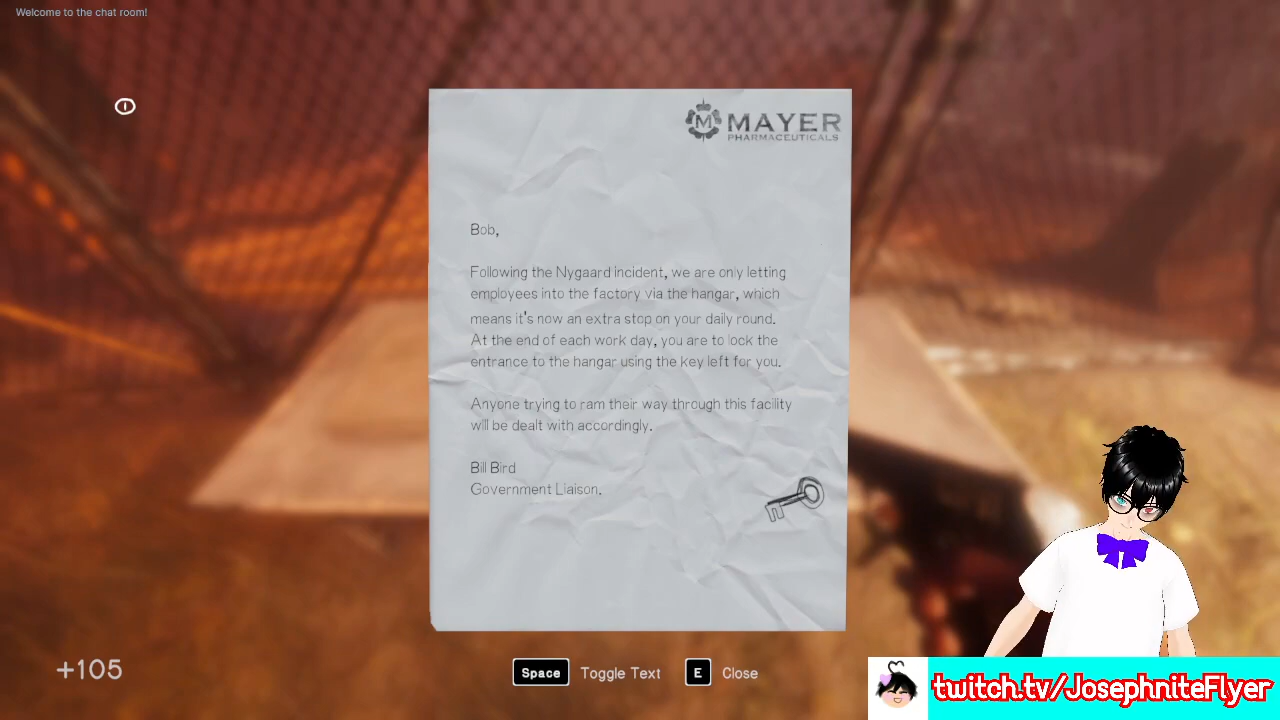 Welcome to the chat room!
M
MAYER
PHARMACEUTICALS
Bob,
Following the Nygaard incident, we are only letting
employees into the factory via the hangar, which
means it's now an extra stop on your daily round.
At the end of each work day, you are to lock the
entrance to the hangar using the key left for you.
Anyone trying to ram their way through this facility
will be dealt with accordingly.
Bill Bird
Government Liaison.
+105
Space Toggle Text E Close
twitch.tv/JosephniteFlyer